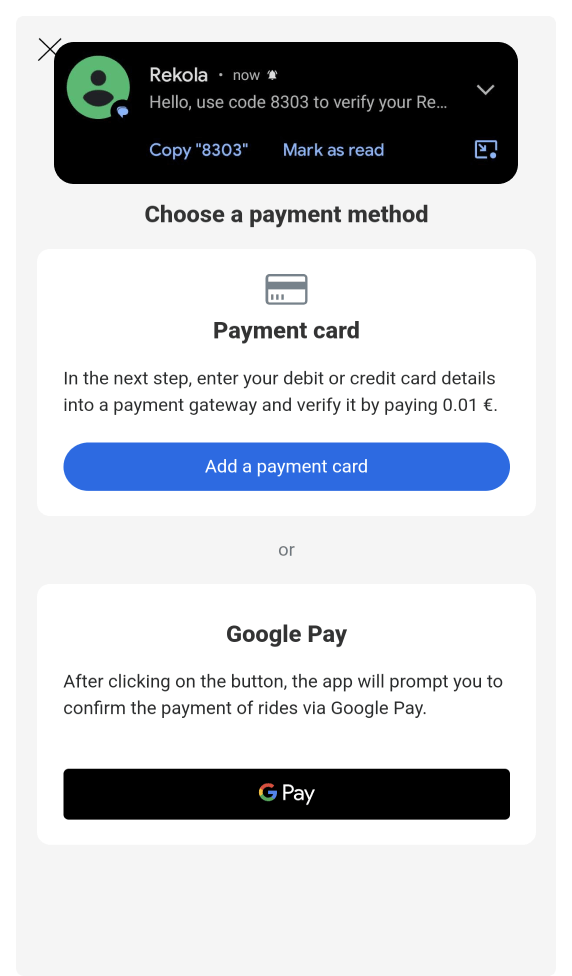 Rekola • now
Hello, use code 8303 to verify your Re...
Copy "8303" Mark as read
Choose a payment method
Payment card
In the next step, enter your debit or credit card details
into a payment gateway and verify it by paying 0.01 €.
Add a payment card
or
Google Pay
After clicking on the button, the app will prompt you to
confirm the payment of rides via Google Pay.
G Pay